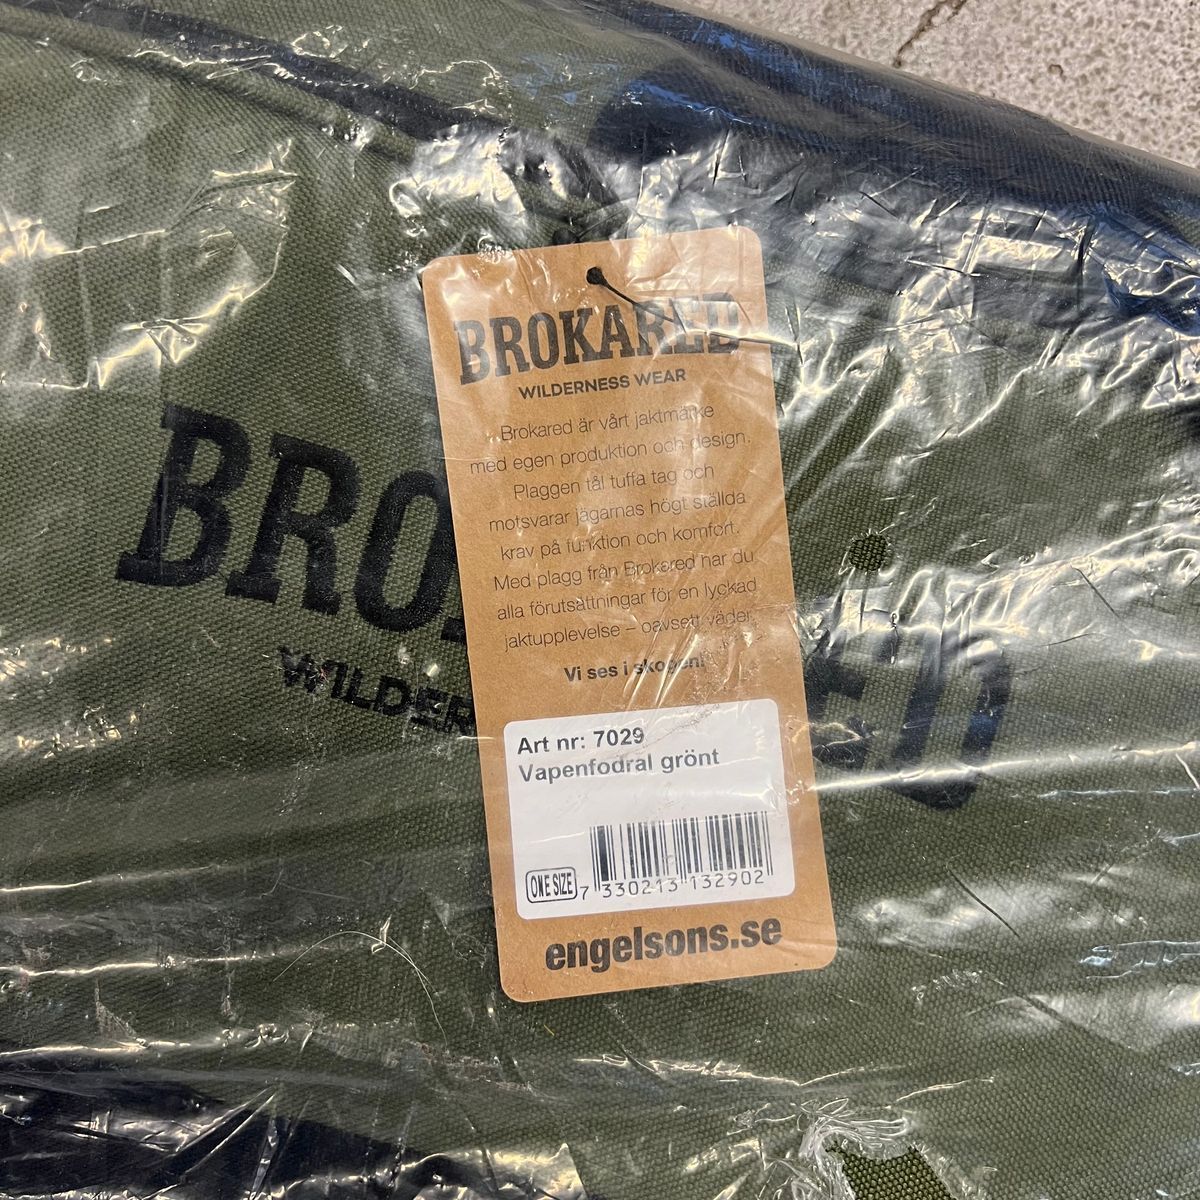 BROKARED
WILDERNESS WEAR
Brokared är vårt jaktmärke
med egen produktion och design.
Plaggen tål tuffa tag och
motsvarar jägarnas högt ställda
krav på funktion och komfort.
Med plagg från Brokared har du
alla förutsättningar för en lyckad
jaktupplevelse – oavsett väder.
Vi ses i skogen!
Art nr: 7029
Vapenfodral grönt
ONE SIZE
7 330213 132902
engelsons.se
BRO ED
WILDER